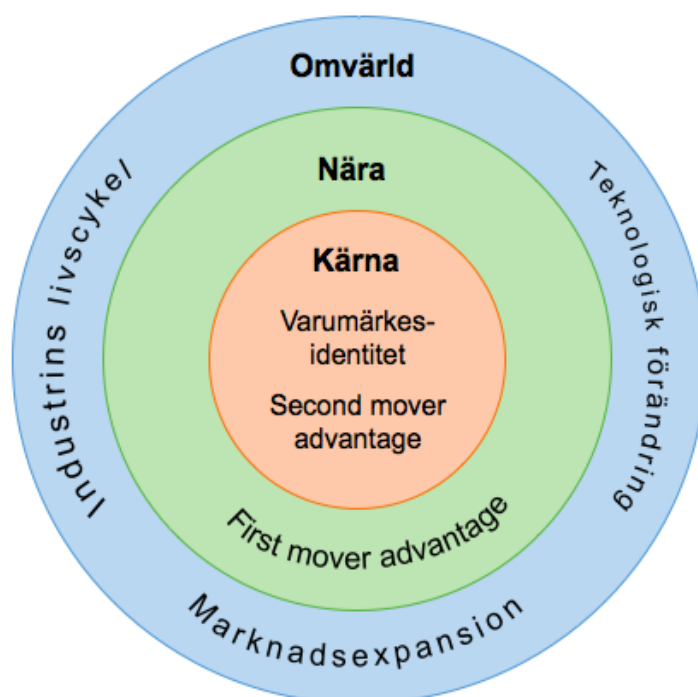 Omvärld
Nära
Kärna
Varumärkes-
identitet
Second mover
advantage
First mover advantage
Industrins livscykel
Teknologisk förändring
Marknadsexpansion